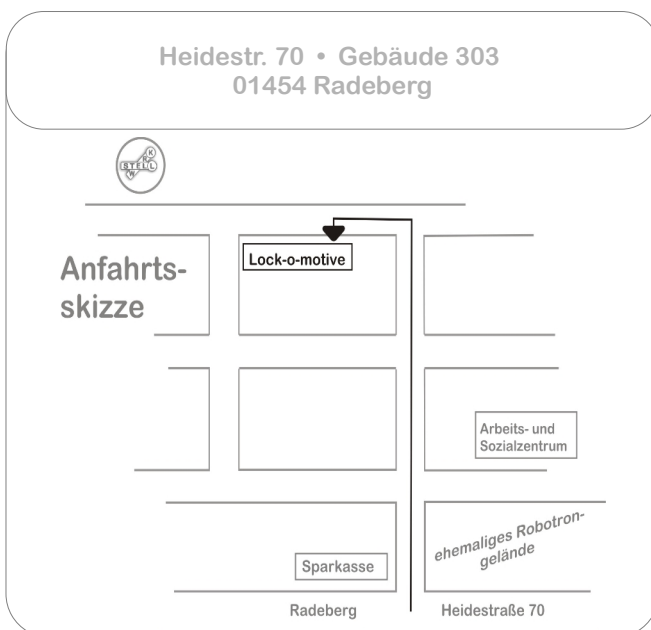 Heidestr. 70 • Gebäude 303
01454 Radeberg
STELL
Lock-o-motive
Anfahrts-
skizze
Arbeits- und
Sozialzentrum
ehemaliges Robotron-
gelände
Sparkasse
Radeberg
Heidestraße 70